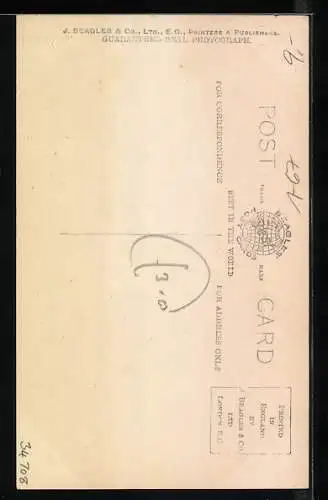 J. BEAGLES & CO., LTD., E.C., PRINTERS & PUBLISHERS.
GUARANTEED REAL PHOTOGRAPH.
POST CARD
TRADE MARK
BEAGLES
BEST IN THE WORLD
FOR CORRESPONDENCE
FOR ADDRESS ONLY
PRINTED
IN
ENGLAND
BY
J. BEAGLES & CO.
LTD
LONDON. E.C.
34708